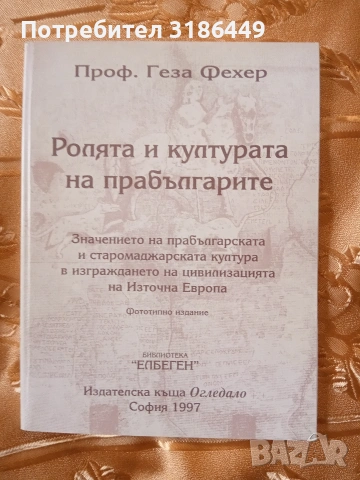 Потребител 3186449
Проф. Геза Фехер
Ролята и културата
на прабългарите
Значението на прабългарската
и старомаджарската култура
в изграждането на цивилизацията
на Източна Европа
Фототипно издание
БИБЛИОТЕКА
"ЕЛБЕГЕН"
Издателска къща Огледало
София 1997
BAZAR